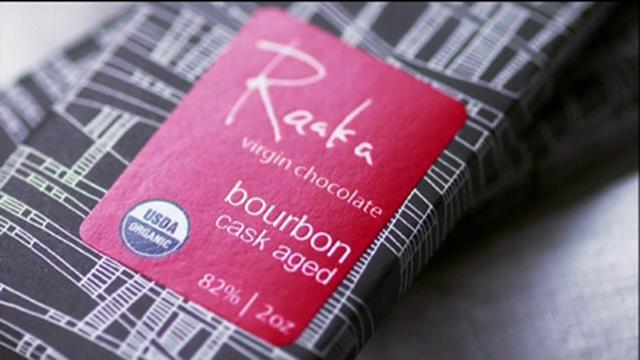 Raaka
virgin chocolate
bourbon
cask aged
USDA
ORGANIC
82% | 2oz